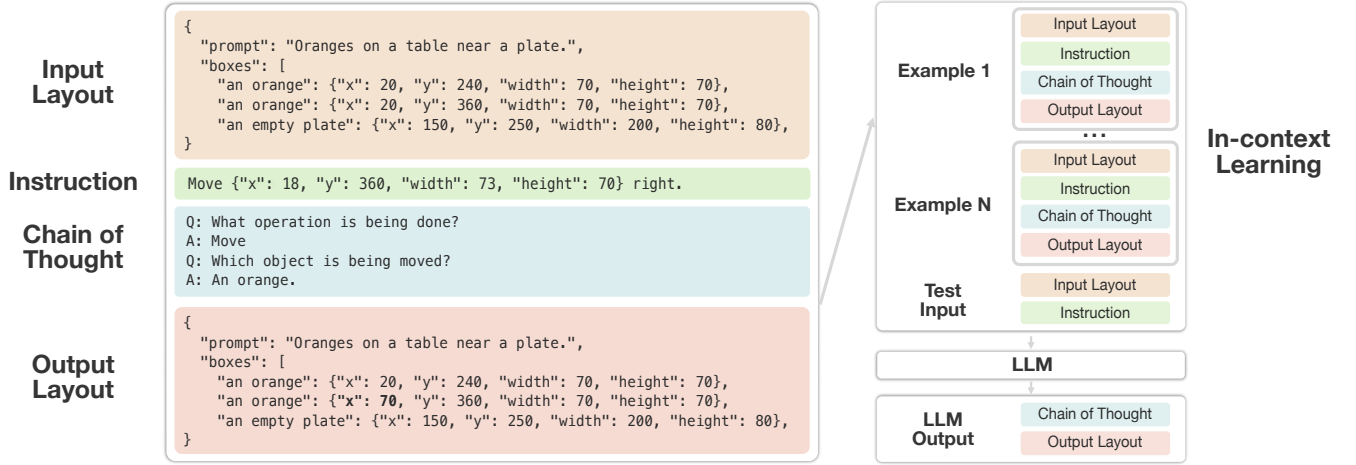 Input
Layout
{
"prompt": "Oranges on a table near a plate.",
"boxes": [
"an orange": {"x": 20, "y": 240, "width": 70, "height": 70},
"an orange": {"x": 20, "y": 360, "width": 70, "height": 70},
"an empty plate": {"x": 150, "y": 250, "width": 200, "height": 80},
}
Instruction
Move {"x": 18, "y": 360, "width": 73, "height": 70} right.
Chain of
Thought
Q: What operation is being done?
A: Move
Q: Which object is being moved?
A: An orange.
Output
Layout
{
"prompt": "Oranges on a table near a plate.",
"boxes": [
"an orange": {"x": 20, "y": 240, "width": 70, "height": 70},
"an orange": {"x": 70, "y": 360, "width": 70, "height": 70},
"an empty plate": {"x": 150, "y": 250, "width": 200, "height": 80},
}
Example 1
Input Layout
Instruction
Chain of Thought
Output Layout
...
Example N
Input Layout
Instruction
Chain of Thought
Output Layout
Test
Input
Input Layout
Instruction
In-context
Learning
LLM
LLM
Output
Chain of Thought
Output Layout